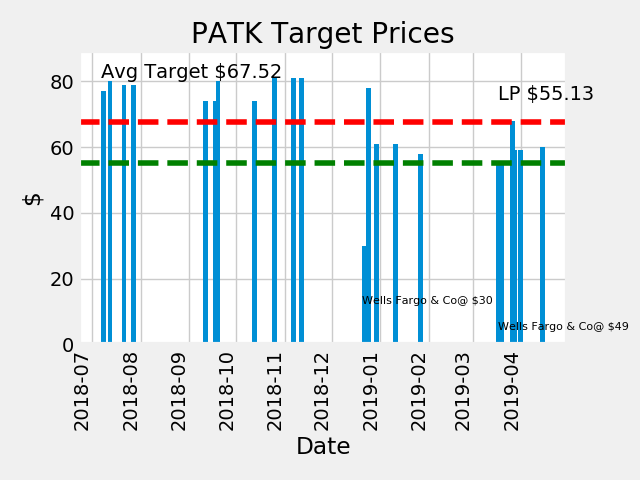 PATK Target Prices
Avg Target $67.52
LP $55.13
Wells Fargo & Co@ $30
Wells Fargo & Co@ $49
$
80
60
40
20
0
2018-07
2018-08
2018-09
2018-10
2018-11
2018-12
2019-01
2019-02
2019-03
2019-04
Date